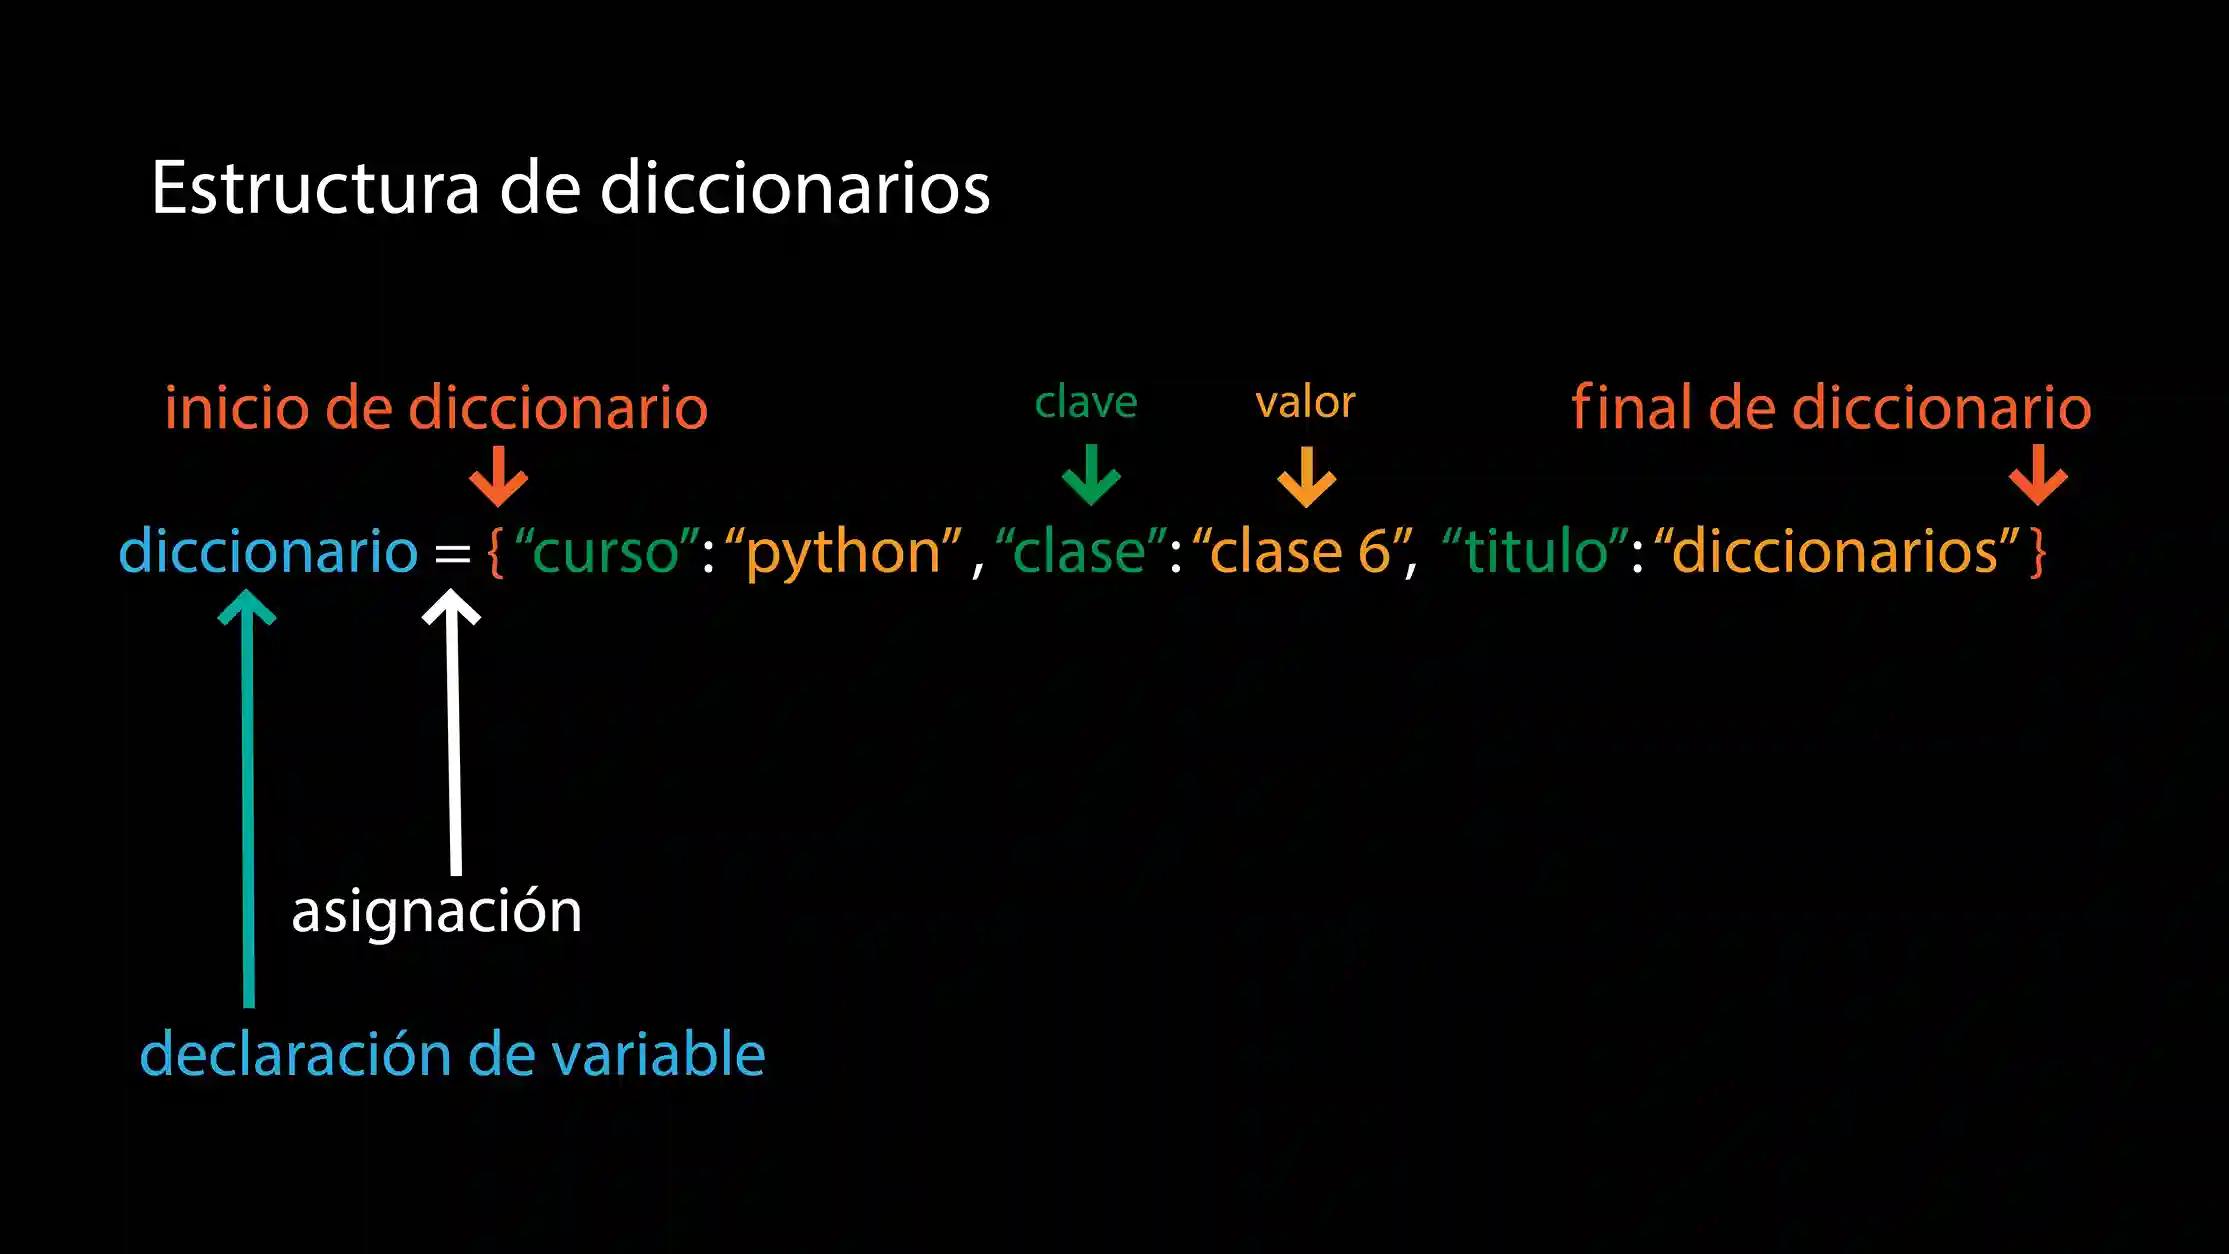 Estructura de diccionarios
inicio de diccionario
clave
valor
final de diccionario
diccionario = { “curso”: “python” , “clase”: “clase 6”, “titulo”: “diccionarios” }
asignación
declaración de variable